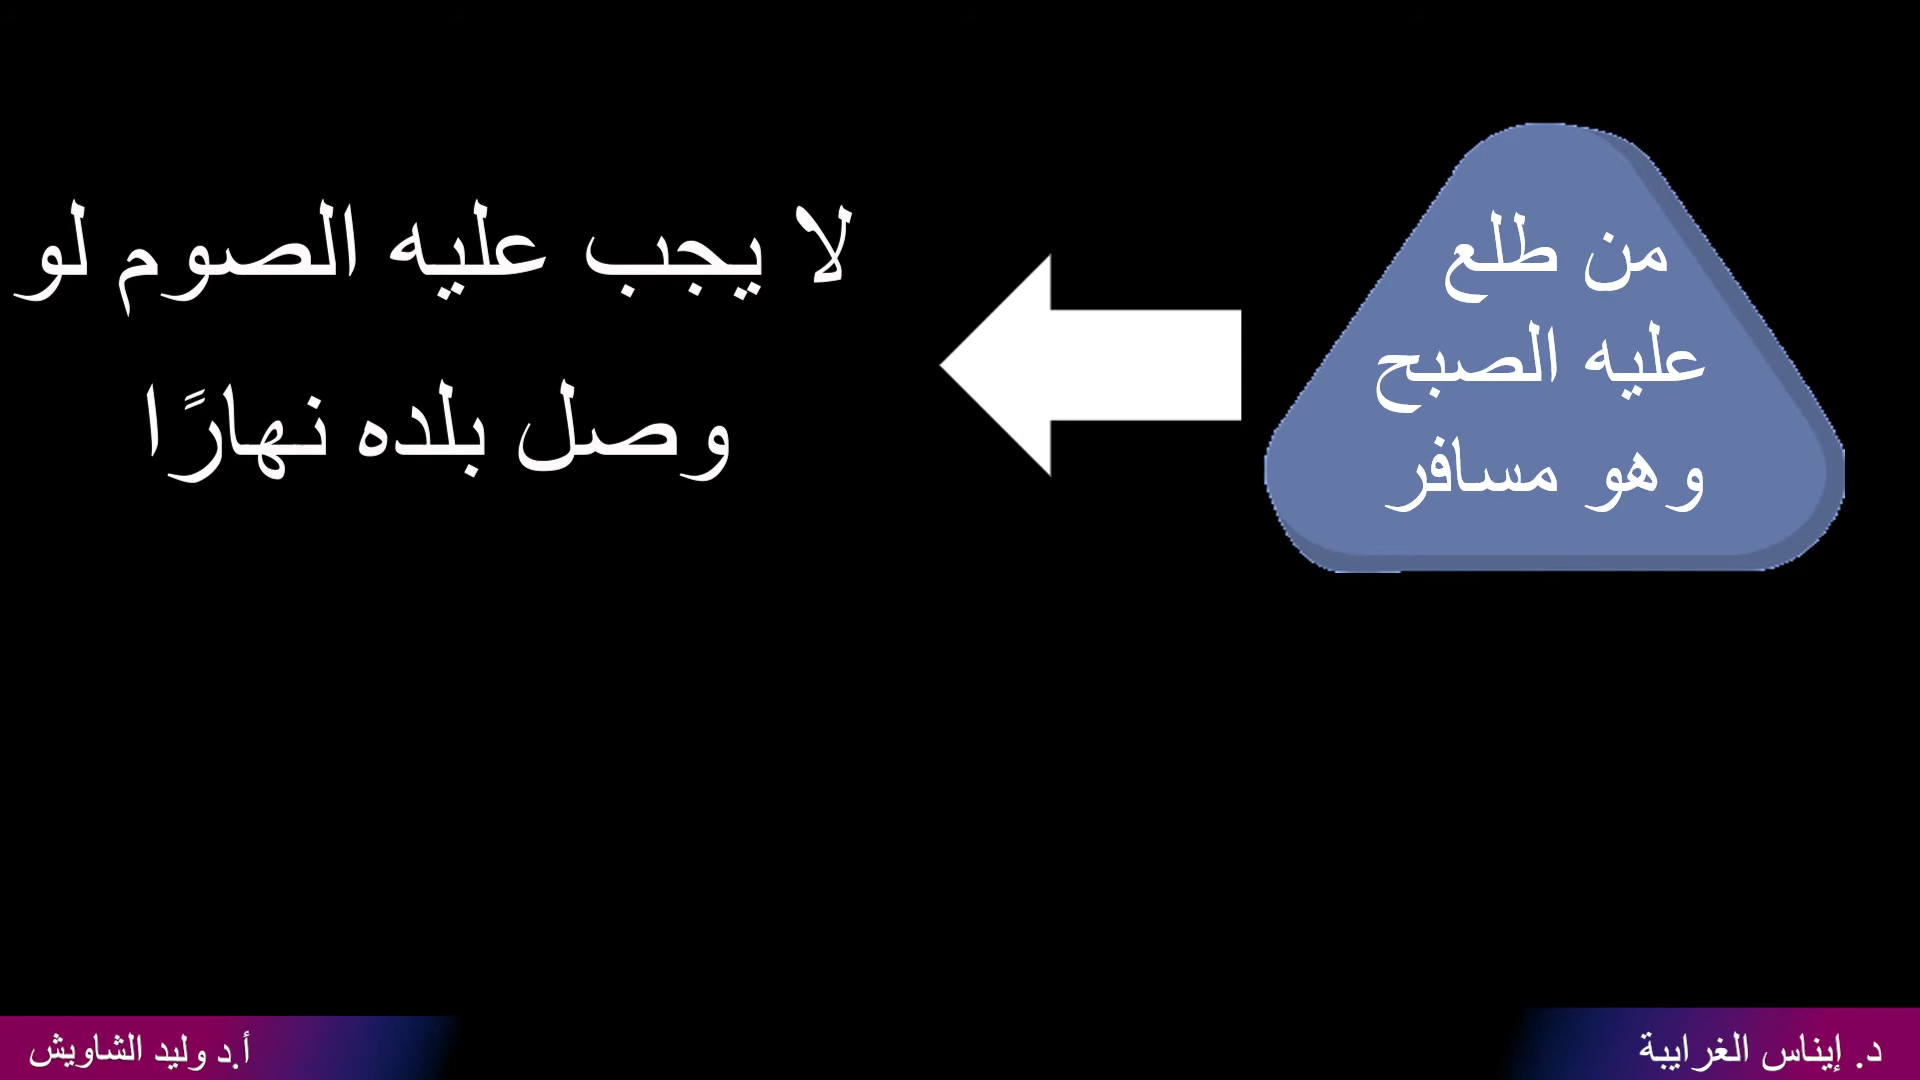 من طلع
عليه الصبح
وهو مسافر
لا يجب عليه الصوم لو
وصل بلده نهارًا
د. إيناس الغرايبة
أ.د وليد الشاويش